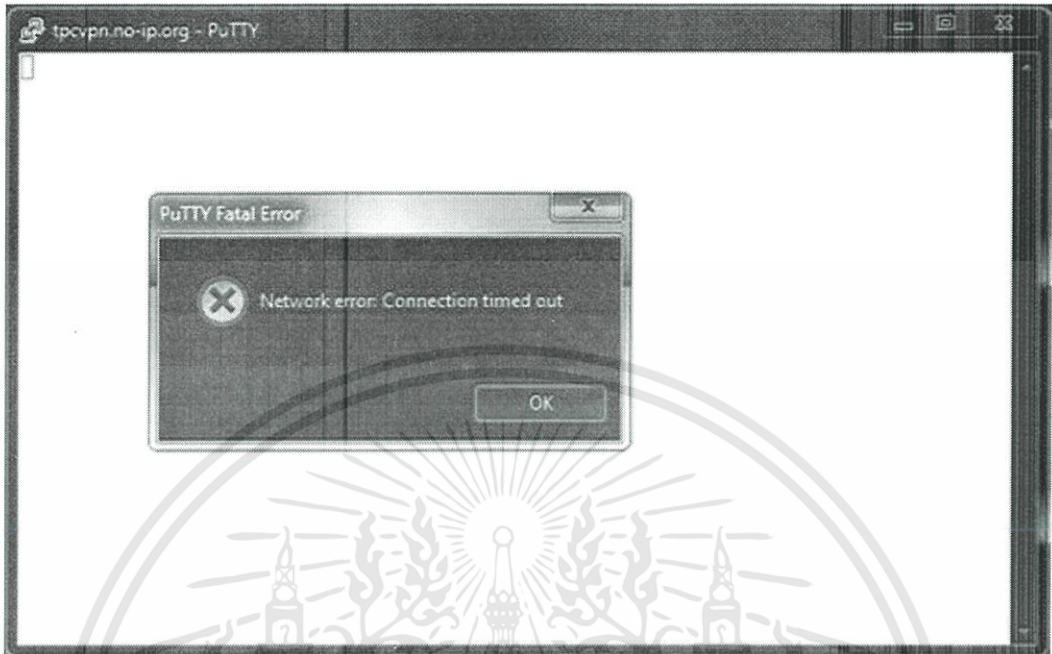 tpcvpn.no-ip.org - PuTTY
PuTTY Fatal Error
Network error: Connection timed out
OK